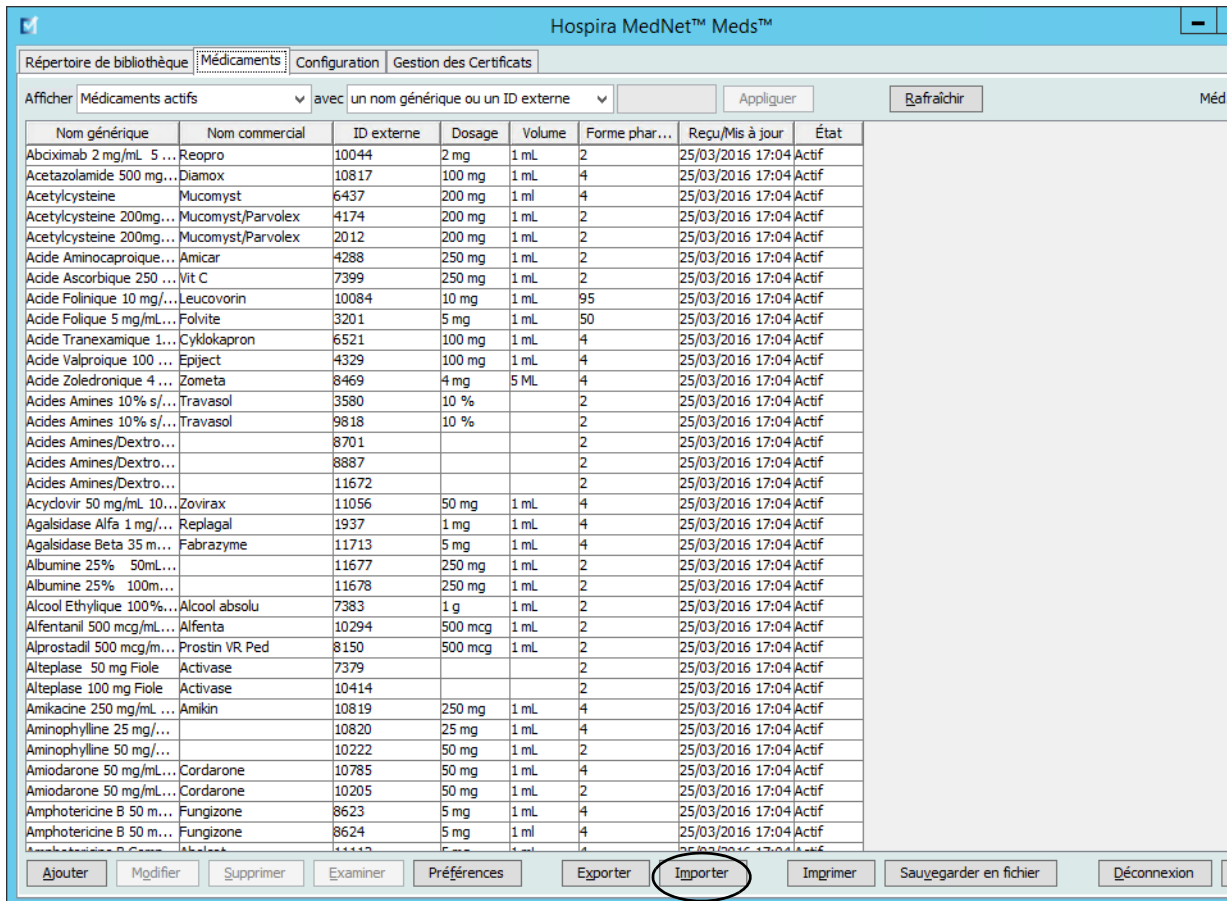 Hospira MedNet™ Meds™
Répertoire de bibliothèque Médicaments Configuration Gestion des Certificats
Afficher Médicaments actifs avec un nom générique ou un ID externe Appliquer Rafraîchir Méd
Nom générique Nom commercial ID externe Dosage Volume Forme phar... Reçu/Mis à jour État
Abciximab 2 mg/mL 5 ... Reopro 10044 2 mg 1 mL 2 25/03/2016 17:04 Actif
Acetazolamide 500 mg... Diamox 10817 100 mg 1 mL 4 25/03/2016 17:04 Actif
Acetylcysteine Mucomyst 6437 200 mg 1 ml 4 25/03/2016 17:04 Actif
Acetylcysteine 200mg... Mucomyst/Parvolex 4174 200 mg 1 mL 2 25/03/2016 17:04 Actif
Acetylcysteine 200mg... Mucomyst/Parvolex 2012 200 mg 1 mL 2 25/03/2016 17:04 Actif
Acide Aminocaproique... Amicar 4288 250 mg 1 mL 2 25/03/2016 17:04 Actif
Acide Ascorbique 250 ... Vit C 7399 250 mg 1 mL 2 25/03/2016 17:04 Actif
Acide Folinique 10 mg/... Leucovorin 10084 10 mg 1 mL 95 25/03/2016 17:04 Actif
Acide Folique 5 mg/mL... Folvite 3201 5 mg 1 mL 50 25/03/2016 17:04 Actif
Acide Tranexamique 1... Cyklokapron 6521 100 mg 1 mL 4 25/03/2016 17:04 Actif
Acide Valproique 100 ... Epiject 4329 100 mg 1 mL 4 25/03/2016 17:04 Actif
Acide Zoledronique 4 ... Zometa 8469 4 mg 5 ML 4 25/03/2016 17:04 Actif
Acides Amines 10% s/... Travasol 3580 10 % 2 25/03/2016 17:04 Actif
Acides Amines 10% s/... Travasol 9818 10 % 2 25/03/2016 17:04 Actif
Acides Amines/Dextro... 8701 2 25/03/2016 17:04 Actif
Acides Amines/Dextro... 8887 2 25/03/2016 17:04 Actif
Acides Amines/Dextro... 11672 2 25/03/2016 17:04 Actif
Acyclovir 50 mg/mL 10... Zovirax 11056 50 mg 1 mL 4 25/03/2016 17:04 Actif
Agalsidase Alfa 1 mg/... Replagal 1937 1 mg 1 mL 4 25/03/2016 17:04 Actif
Agalsidase Beta 35 m... Fabrazyme 11713 5 mg 1 mL 4 25/03/2016 17:04 Actif
Albumine 25% 50mL... 11677 250 mg 1 mL 2 25/03/2016 17:04 Actif
Albumine 25% 100m... 11678 250 mg 1 mL 2 25/03/2016 17:04 Actif
Alcool Ethylique 100%... Alcool absolu 7383 1 g 1 mL 2 25/03/2016 17:04 Actif
Alfentanil 500 mcg/mL... Alfenta 10294 500 mcg 1 mL 2 25/03/2016 17:04 Actif
Alprostadil 500 mcg/m... Prostin VR Ped 8150 500 mcg 1 mL 2 25/03/2016 17:04 Actif
Alteplase 50 mg Fiole Activase 7379 2 25/03/2016 17:04 Actif
Alteplase 100 mg Fiole Activase 10414 2 25/03/2016 17:04 Actif
Amikacine 250 mg/mL ... Amikin 10819 250 mg 1 mL 4 25/03/2016 17:04 Actif
Aminophylline 25 mg/... 10820 25 mg 1 mL 4 25/03/2016 17:04 Actif
Aminophylline 50 mg/... 10222 50 mg 1 mL 2 25/03/2016 17:04 Actif
Amiodarone 50 mg/mL... Cordarone 10785 50 mg 1 mL 4 25/03/2016 17:04 Actif
Amiodarone 50 mg/mL... Cordarone 10205 50 mg 1 mL 2 25/03/2016 17:04 Actif
Amphotericine B 50 m... Fungizone 8623 5 mg 1 mL 4 25/03/2016 17:04 Actif
Amphotericine B 50 m... Fungizone 8624 5 mg 1 ml 4 25/03/2016 17:04 Actif
Ajouter Modifier Supprimer Examiner Préférences Exporter Importer Imprimer Sauvegarder en fichier Déconnexion